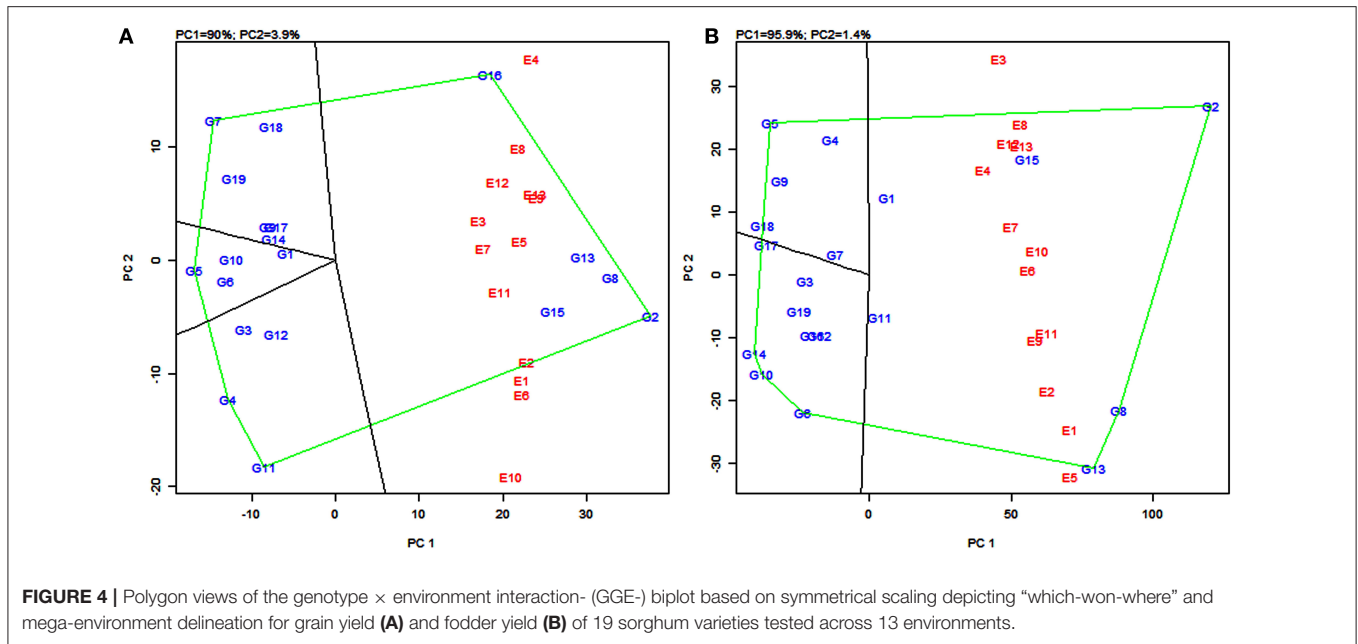 A
PC1=90%; PC2=3.9%
E4
G16
G7
G18
E8
G19
E12
E13
E3
G17
G14
G1
E5
E7
G13
G10
G5
G6
G8
E11
G15
G2
G3
G12
E2
E1
E6
G4
G11
E10
10
0
-10
-20
PC 2
-10
0
10
20
30
PC 1
B
PC1=95.9%; PC2=1.4%
E3
G2
G5
E8
G4
E12
E13
G15
E4
G9
G1
G18
E7
G17
G7
E10
E6
G3
G19
G11
E11
E9
G12
G14
G10
E2
G6
G8
E1
G13
E5
30
20
10
0
-10
-20
-30
PC 2
0
50
100
PC 1
FIGURE 4 | Polygon views of the genotype × environment interaction- (GGE-) biplot based on symmetrical scaling depicting “which-won-where” and
mega-environment delineation for grain yield (A) and fodder yield (B) of 19 sorghum varieties tested across 13 environments.